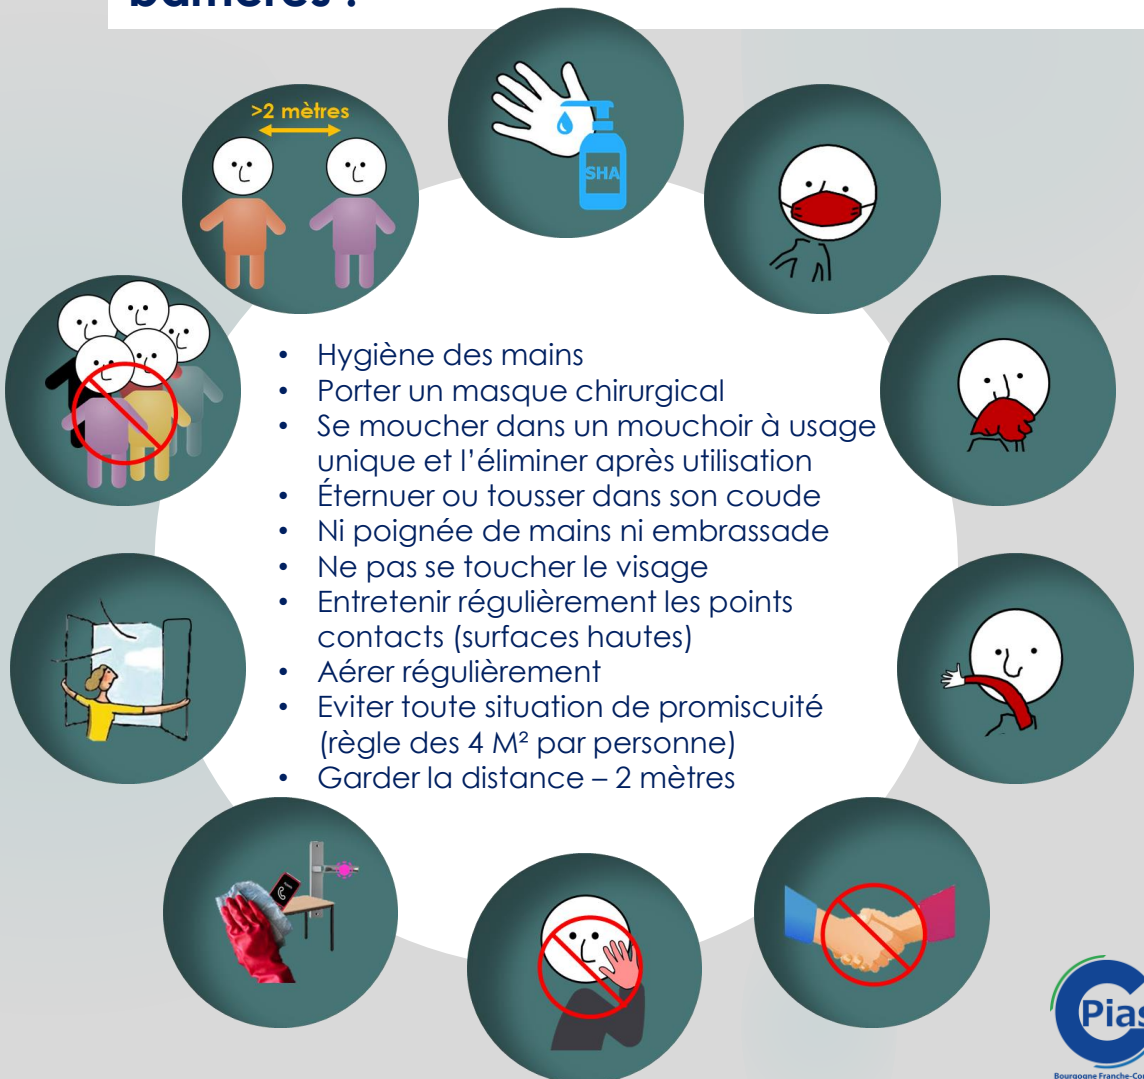 barrières :
>2 mètres
SHA
• Hygiène des mains
• Porter un masque chirurgical
• Se moucher dans un mouchoir à usage
unique et l’éliminer après utilisation
• Éternuer ou tousser dans son coude
• Ni poignée de mains ni embrassade
• Ne pas se toucher le visage
• Entretenir régulièrement les points
contacts (surfaces hautes)
• Aérer régulièrement
• Eviter toute situation de promiscuité
(règle des 4 M² par personne)
• Garder la distance – 2 mètres
Pias
Bourgogne Franche-Com